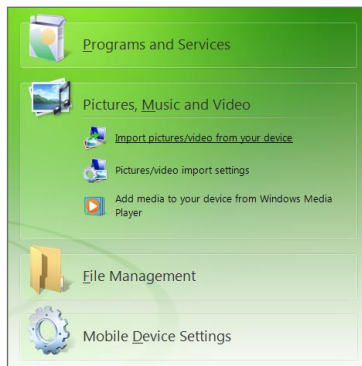 Programs and Services
Pictures, Music and Video
Import pictures/video from your device
Pictures/video import settings
Add media to your device from Windows Media
Player
File Management
Mobile Device Settings